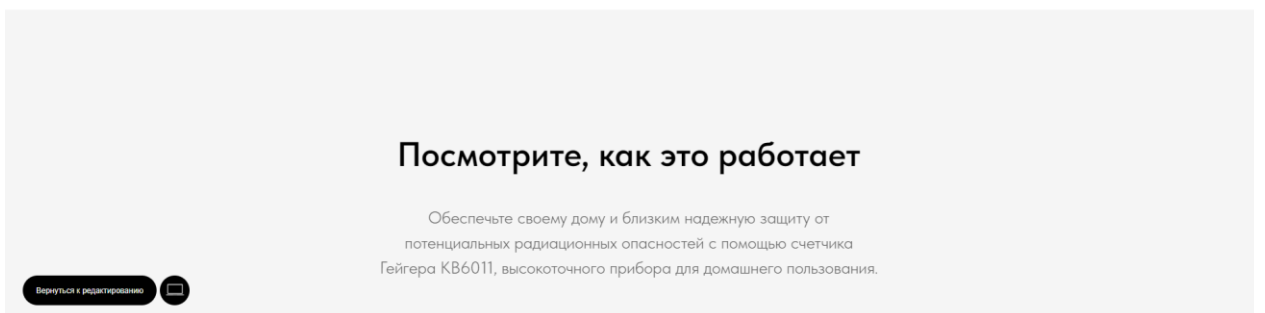 Посмотрите, как это работает
Обеспечьте своему дому и близким надежную защиту от
потенциальных радиационных опасностей с помощью счетчика
Гейгера KB6011, высокоточного прибора для домашнего пользования.
Вернуться к редактированию